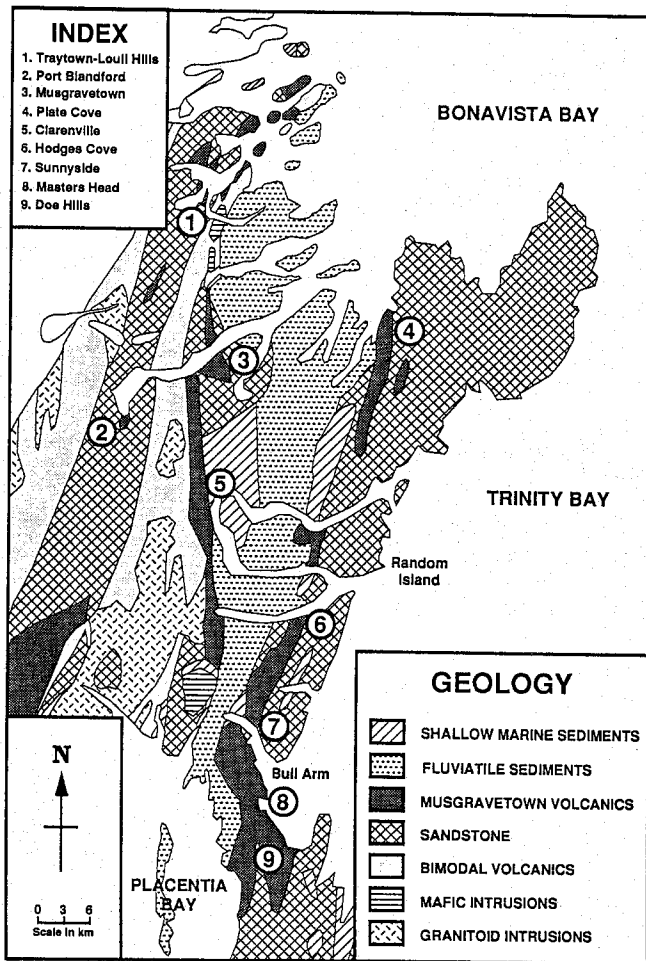 INDEX
1. Traytown-Louil Hills
2. Port Blandford
3. Musgravetown
4. Plate Cove
5. Clarenville
6. Hodges Cove
7. Sunnyside
8. Masters Head
9. Doe Hills
BONAVISTA BAY
1
4
3
2
5
TRINITY BAY
Random
Island
6
7
Bull Arm
8
9
PLACENTIA
BAY
N
0 3 6
Scale in km
GEOLOGY
SHALLOW MARINE SEDIMENTS
FLUVIATILE SEDIMENTS
MUSGRAVETOWN VOLCANICS
SANDSTONE
BIMODAL VOLCANICS
MAFIC INTRUSIONS
GRANITOID INTRUSIONS